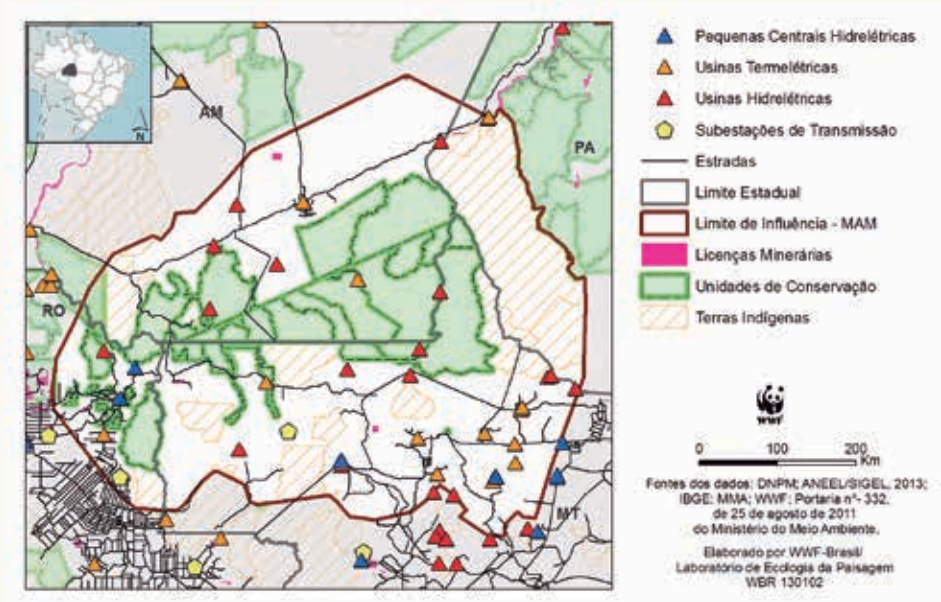 AM
PA
RO
MT
N
Pequenas Centrais Hidrelétricas
Usinas Termelétricas
Usinas Hidrelétricas
Subestações de Transmissão
Estradas
Limite Estadual
Limite de Influência - MAM
Licenças Minerárias
Unidades de Conservação
Terras Indígenas
WWF
0 100 200
Km
Fontes dos dados: DNPM; ANEEL/SIGEL, 2013;
IBGE; MMA; WWF; Portaria nº- 332,
de 25 de agosto de 2011
do Ministério do Meio Ambiente.
Elaborado por WWF-Brasil/
Laboratório de Ecologia da Paisagem
WBR 130102